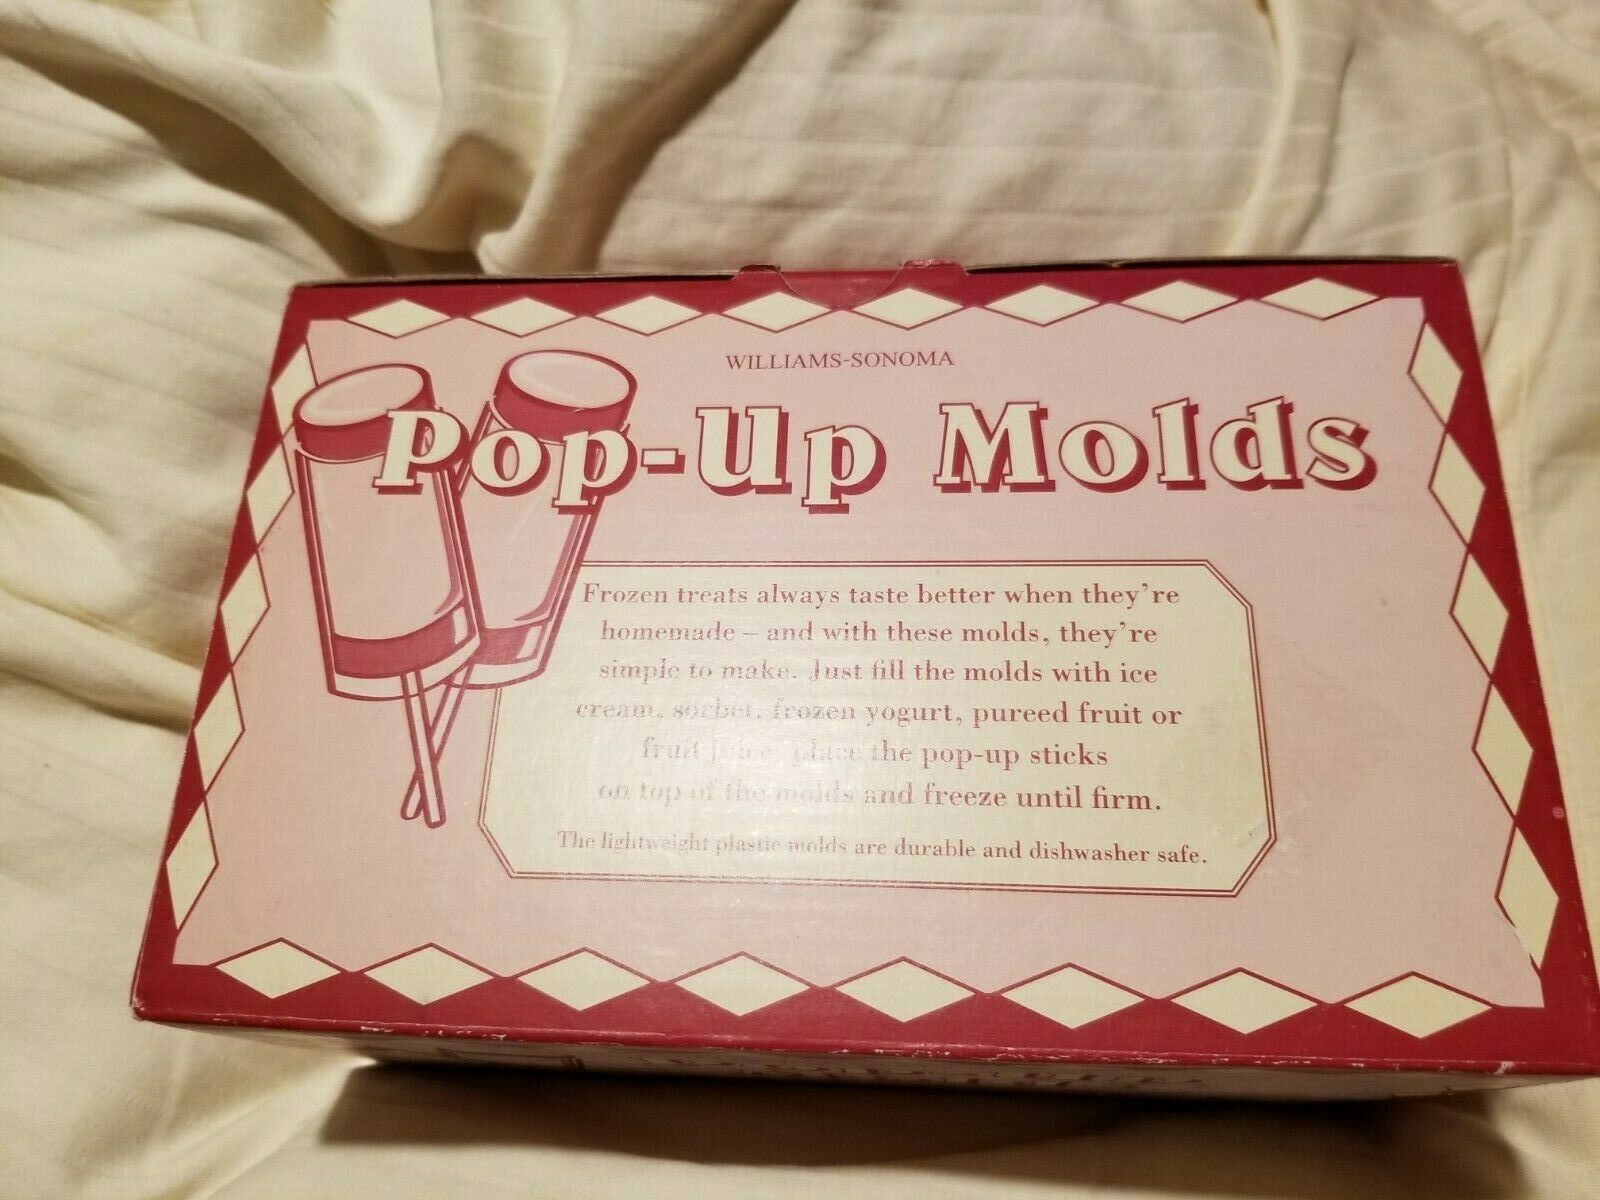 WILLIAMS-SONOMA
Pop-Up Molds
Frozen treats always taste better when they're
homemade – and with these molds, they're
simple to make. Just fill the molds with ice
cream, sorbet, frozen yogurt, pureed fruit or
fruit juice, place the pop-up sticks
on top of the molds and freeze until firm.
The lightweight plastic molds are durable and dishwasher safe.